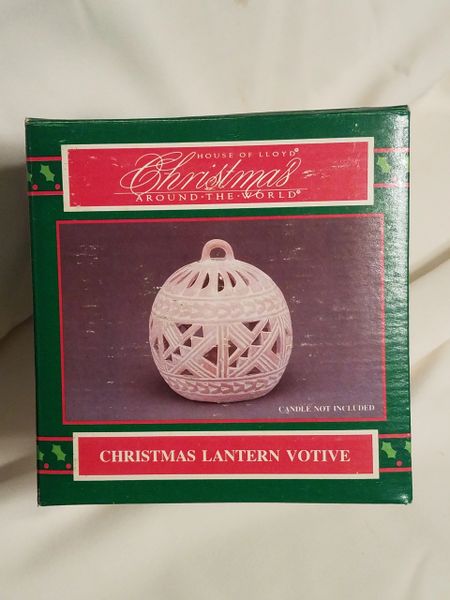 HOUSE OF LLOYD®
Christmas
AROUND·THE·WORLD®
CANDLE NOT INCLUDED
CHRISTMAS LANTERN VOTIVE